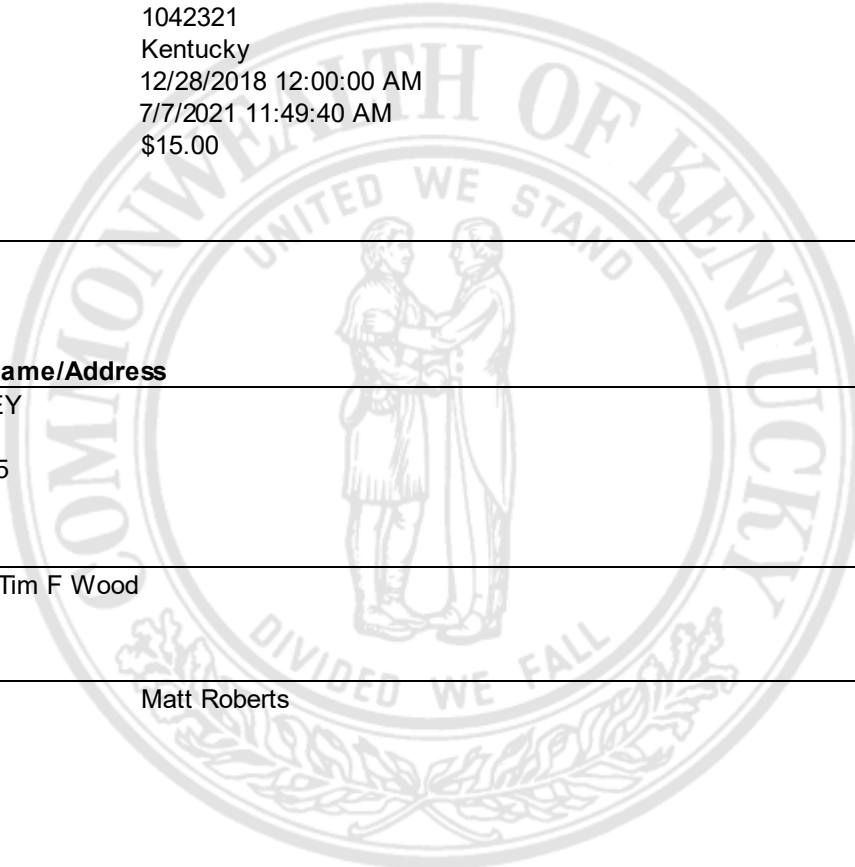 1042321
Kentucky
12/28/2018 12:00:00 AM
7/7/2021 11:49:40 AM
$15.00
COMMONWEALTH OF KENTUCKY
UNITED WE STAND
ame/Address
EY
5
Tim F Wood
DIVIDED WE FALL
Matt Roberts